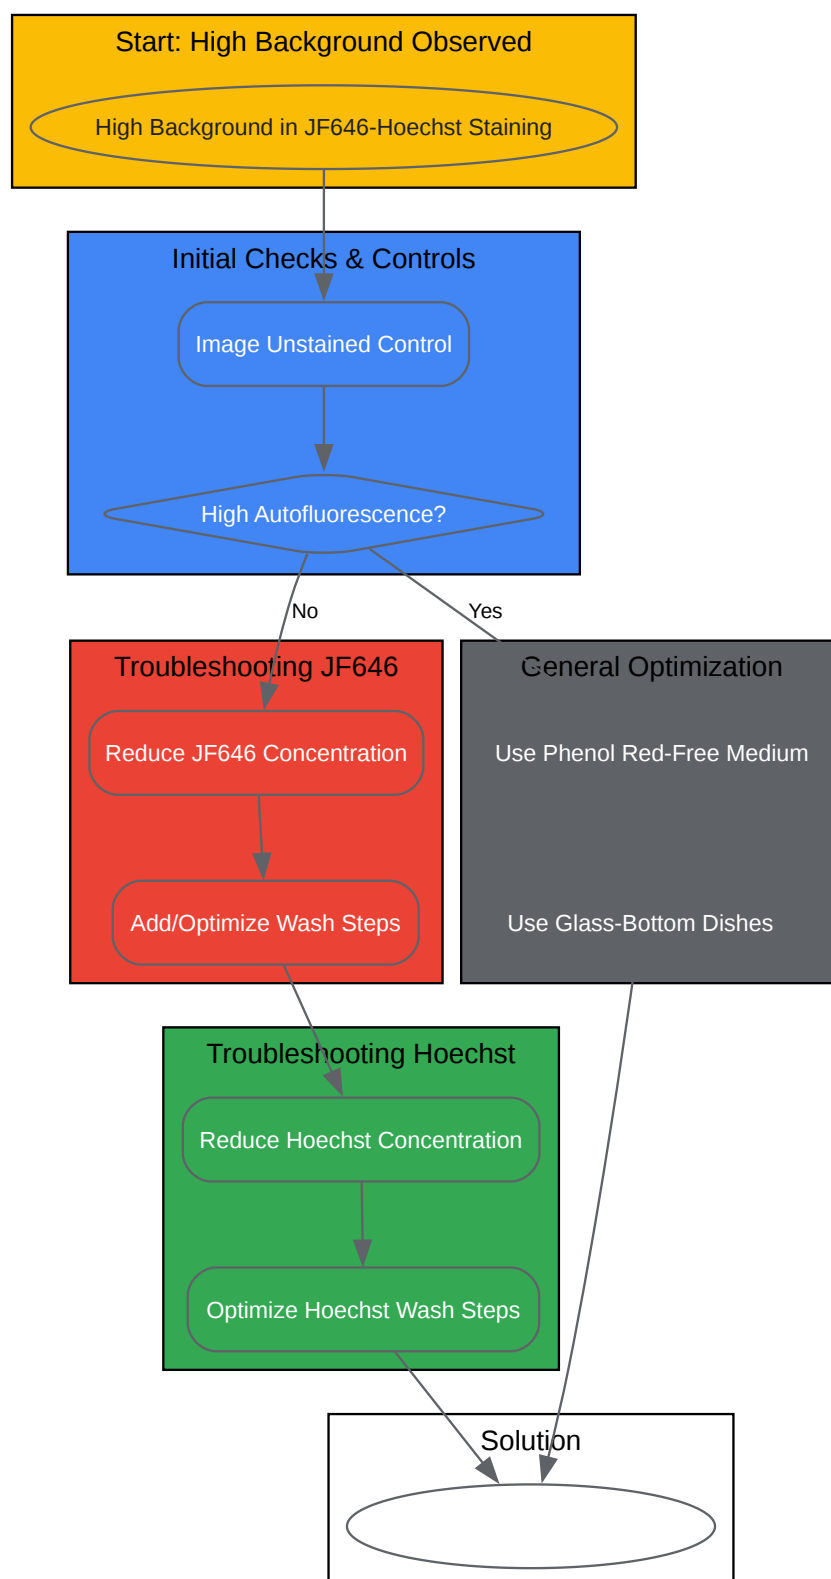 Start: High Background Observed
High Background in JF646-Hoechst Staining
Initial Checks & Controls
Image Unstained Control
High Autofluorescence?
No
Yes
Troubleshooting JF646
General Optimization
Reduce JF646 Concentration
Use Phenol Red-Free Medium
Add/Optimize Wash Steps
Use Glass-Bottom Dishes
Troubleshooting Hoechst
Reduce Hoechst Concentration
Optimize Hoechst Wash Steps
Solution